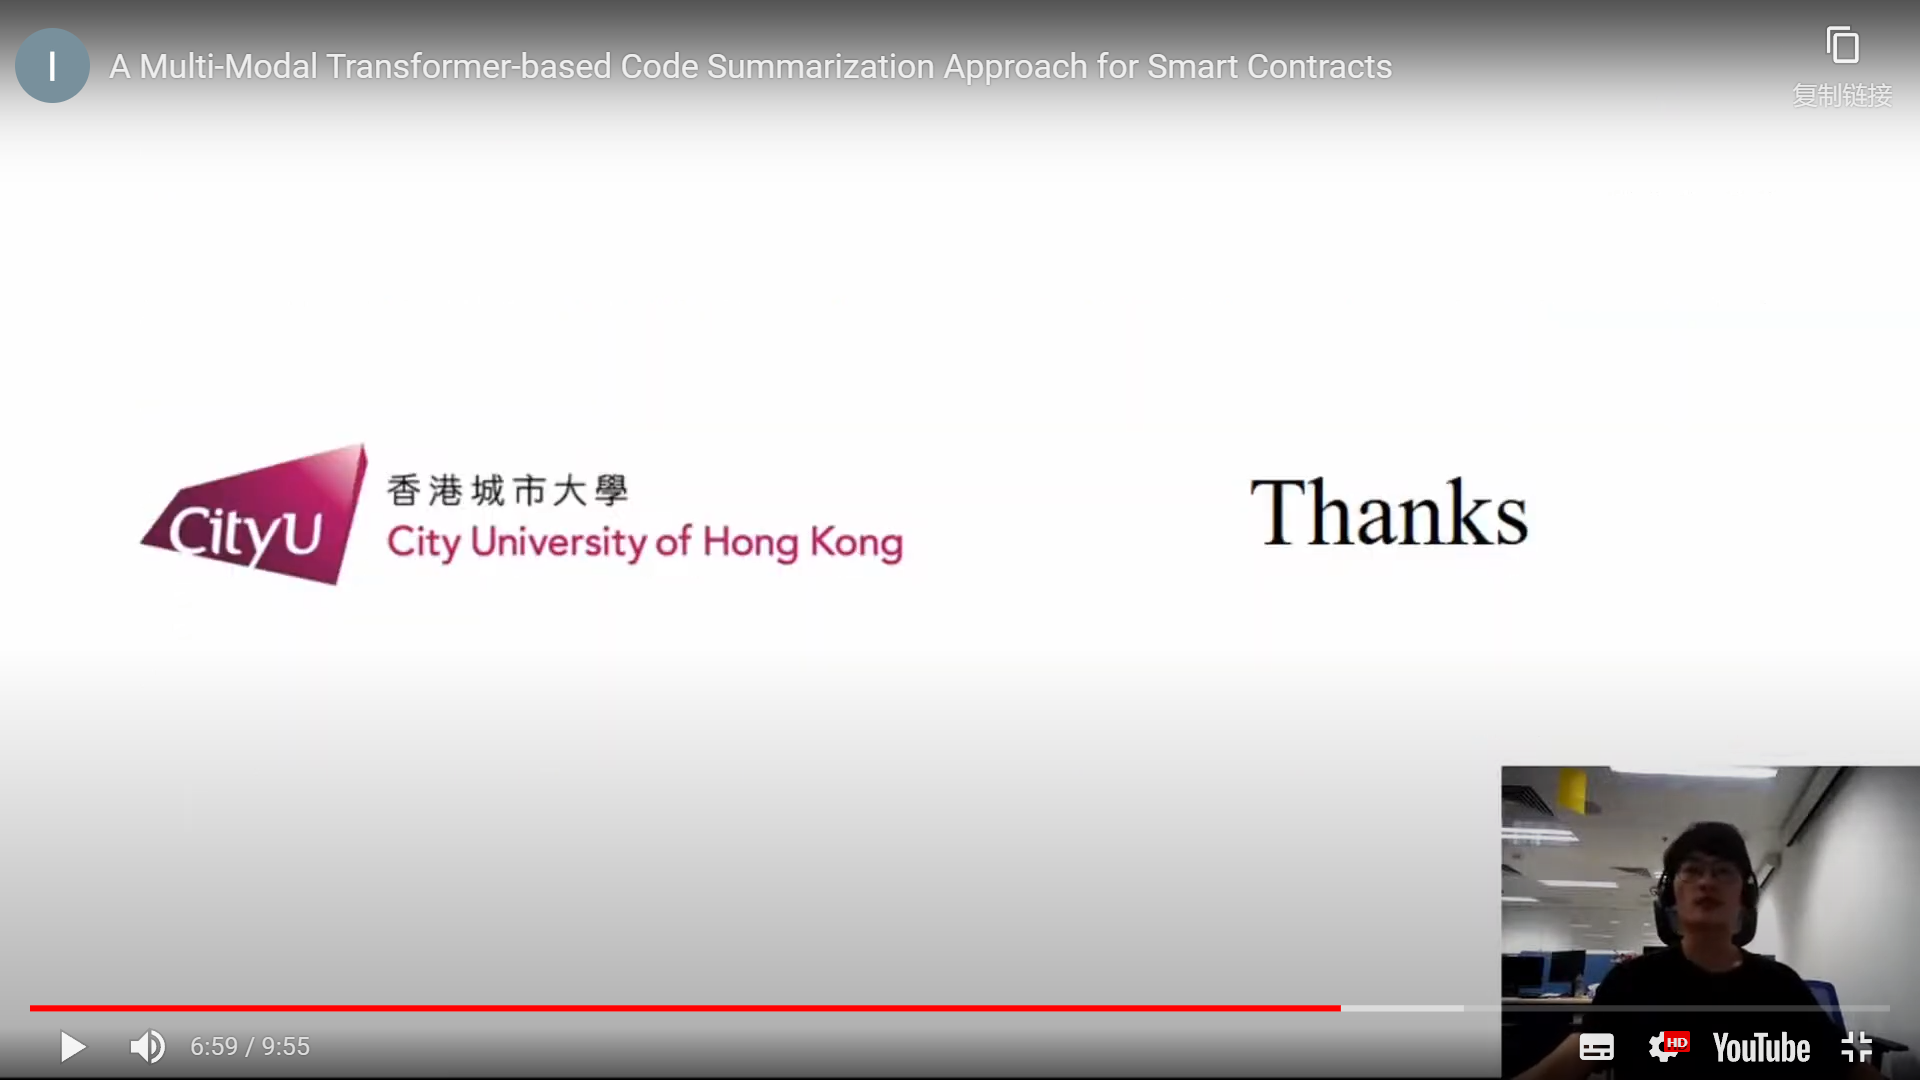 I
A Multi-Modal Transformer-based Code Summarization Approach for Smart Contracts
复制链接
CityU
香港城市大學
City University of Hong Kong
Thanks
6:59 / 9:55
HD
YouTube